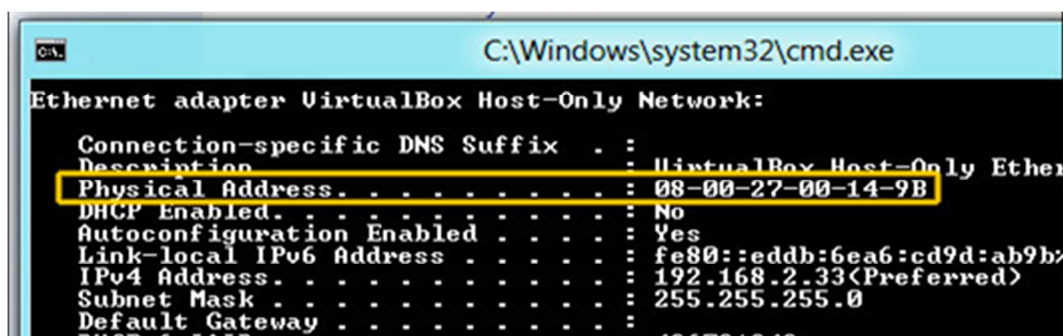 C:\Windows\system32\cmd.exe
Ethernet adapter VirtualBox Host-Only Network:
Connection-specific DNS Suffix . :
Description : VirtualBox Host-Only Ether
Physical Address. . . . . . . . . : 08-00-27-00-14-9B
DHCP Enabled. . . . . . . . . . . : No
Autoconfiguration Enabled . . . . : Yes
Link-local IPv6 Address . . . . . : fe80::eddb:6ea6:cd9d:ab9b%
IPv4 Address. . . . . . . . . . . : 192.168.2.33(Preferred)
Subnet Mask . . . . . . . . . . . : 255.255.255.0
Default Gateway . . . . . . . . . :